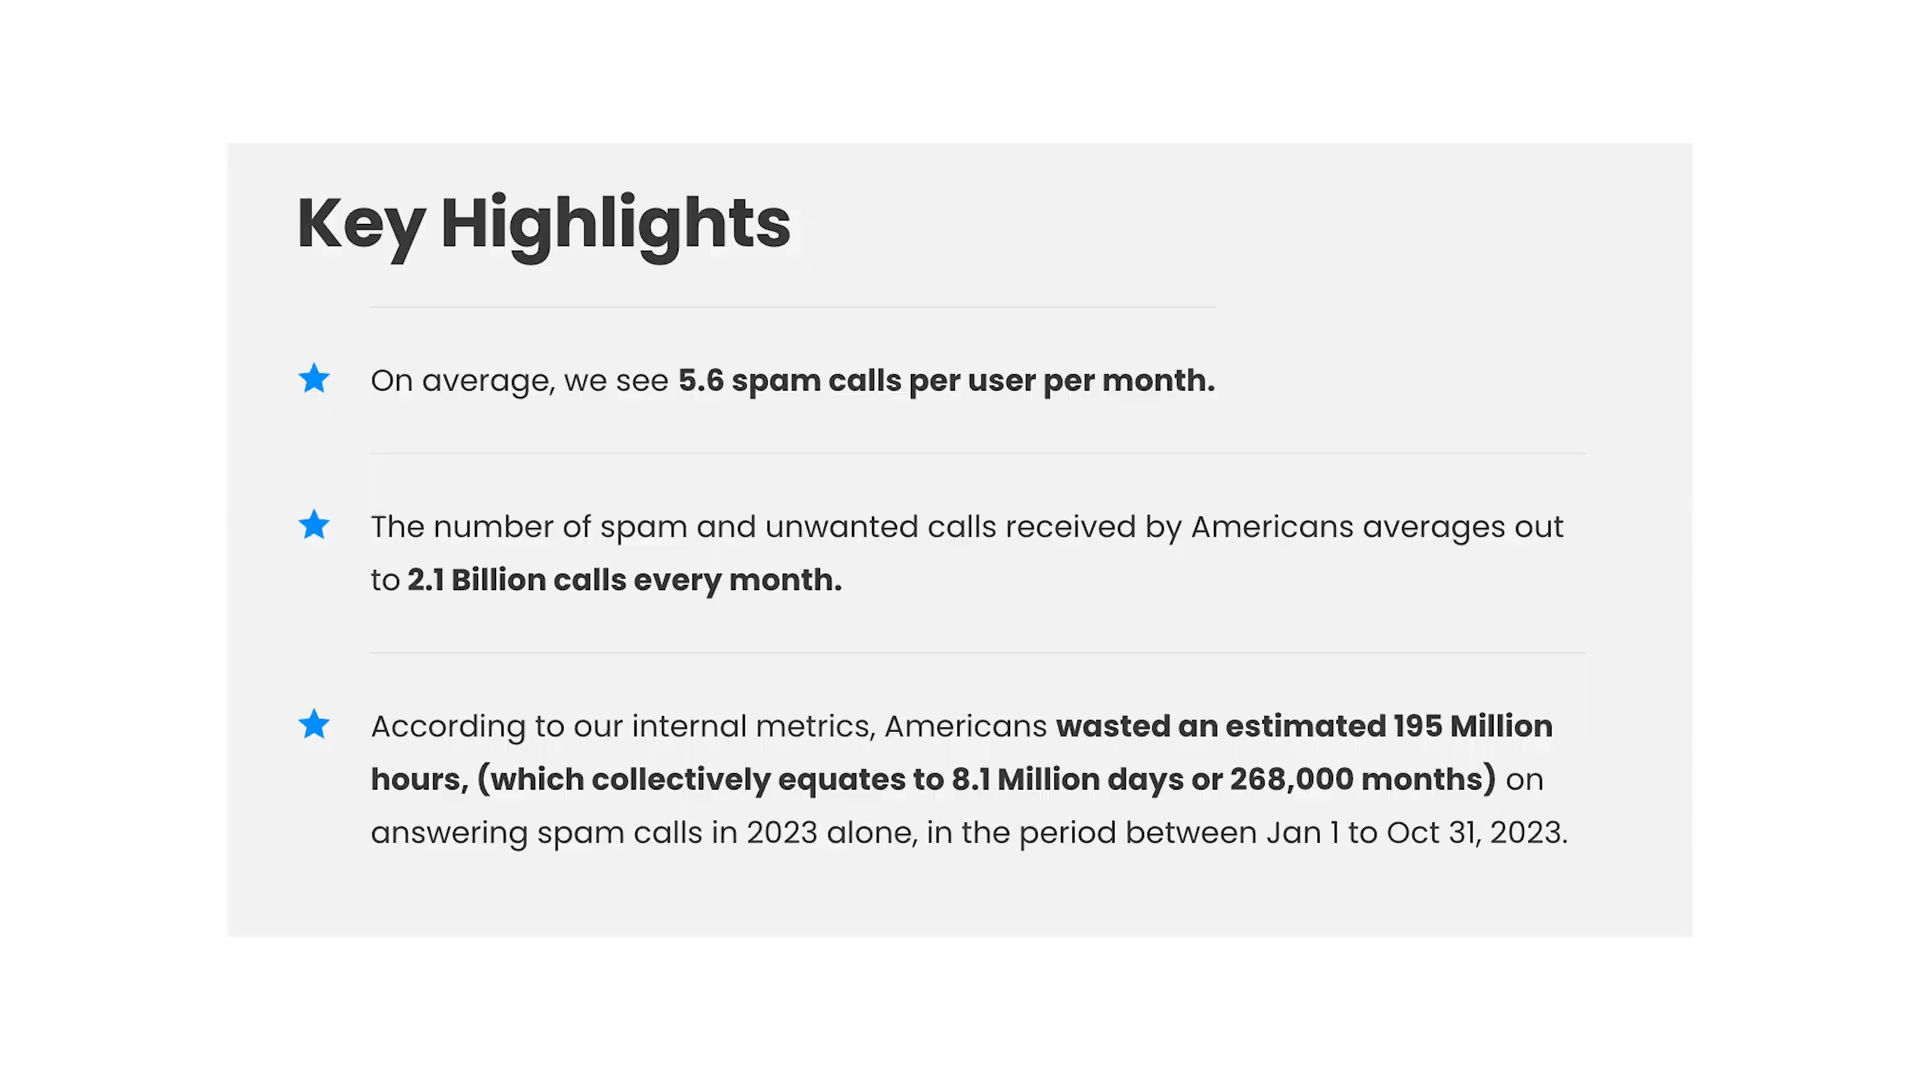 Key Highlights
On average, we see 5.6 spam calls per user per month.
The number of spam and unwanted calls received by Americans averages out
to 2.1 Billion calls every month.
According to our internal metrics, Americans wasted an estimated 195 Million
hours, (which collectively equates to 8.1 Million days or 268,000 months) on
answering spam calls in 2023 alone, in the period between Jan 1 to Oct 31, 2023.